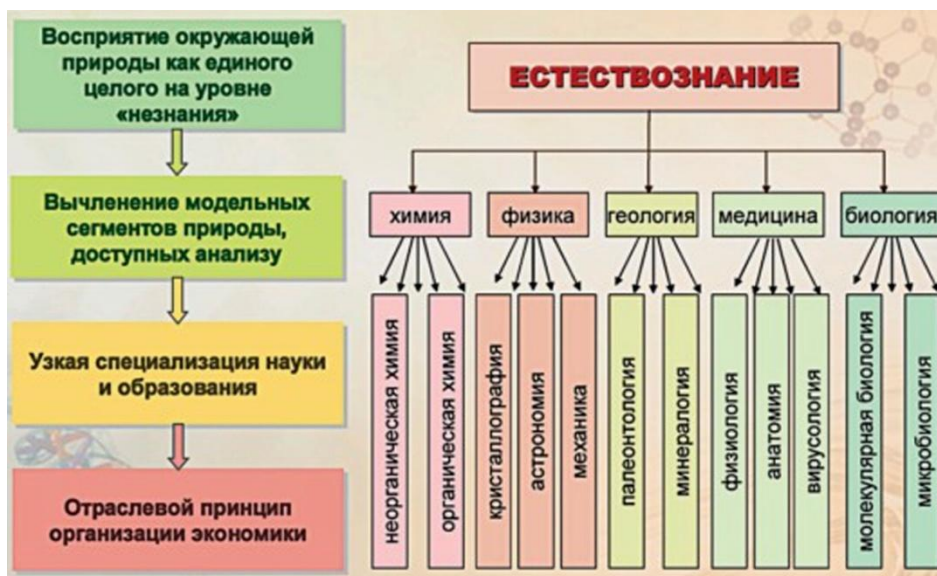 Восприятие окружающей
природы как единого
целого на уровне
«незнания»
Вычленение модельных
сегментов природы,
доступных анализу
Узкая специализация науки
и образования
Отраслевой принцип
организации экономики
ЕСТЕСТВОЗНАНИЕ
химия
физика
геология
медицина
биология
неорганическая химия
органическая химия
кристаллография
астрономия
механика
палеонтология
минералогия
физиология
анатомия
вирусология
молекулярная биология
микробиология